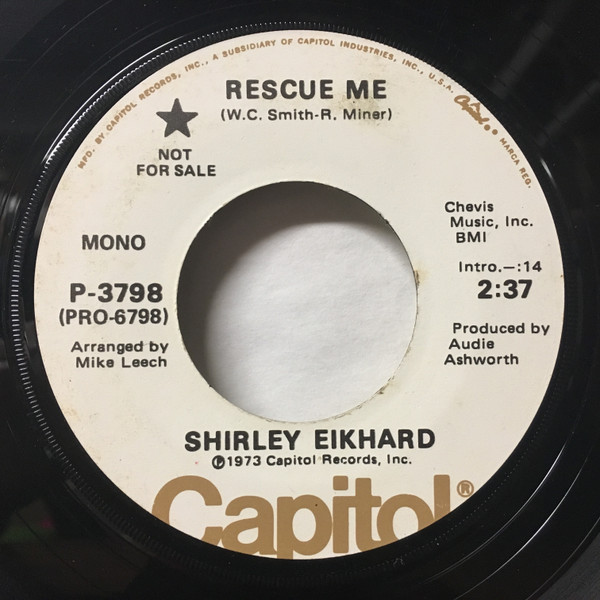 MFD. BY CAPITOL RECORDS, INC., A SUBSIDIARY OF CAPITOL INDUSTRIES, INC., U.S.A.
Capitol
MARCA REG.
RESCUE ME
(W.C. Smith-R. Miner)
NOT
FOR SALE
MONO
P-3798
(PRO-6798)
Arranged by
Mike Leech
Chevis
Music, Inc.
BMI
Intro.-:14
2:37
Produced by
Audie
Ashworth
SHIRLEY EIKHARD
℗1973 Capitol Records, Inc.
Capitol®